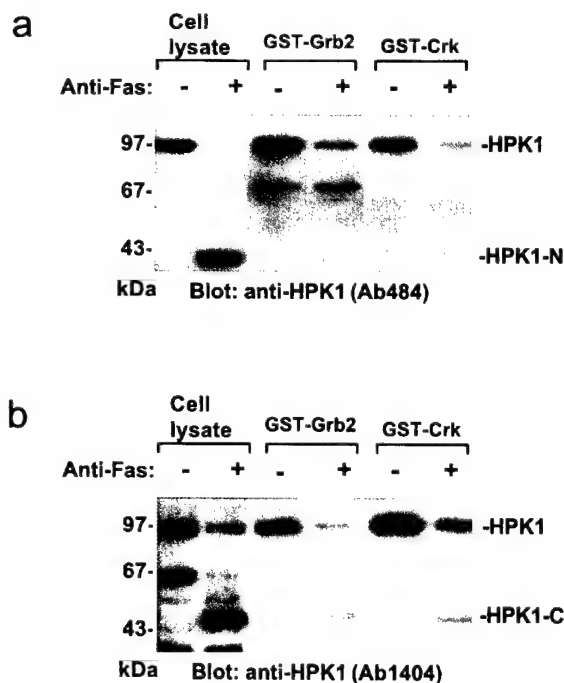 a
Cell lysate GST-Grb2 GST-Crk
Anti-Fas: - + - + - +
97- -HPK1
67-
43- -HPK1-N
kDa Blot: anti-HPK1 (Ab484)
b
Cell lysate GST-Grb2 GST-Crk
Anti-Fas: - + - + - +
97- -HPK1
67-
43- -HPK1-C
kDa Blot: anti-HPK1 (Ab1404)